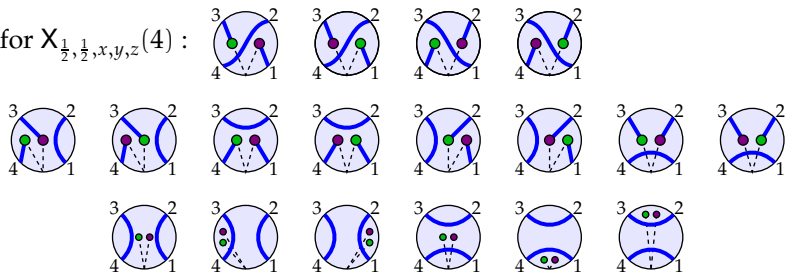 for X_{\frac{1}{2},\frac{1}{2},x,y,z}(4) :
3 2 3 2 3 2 3 2
4 1 4 1 4 1 4 1
3 2 3 2 3 2 3 2 3 2 3 2 3 2 3 2
4 1 4 1 4 1 4 1 4 1 4 1 4 1 4 1
3 2 3 2 3 2 3 2 3 2 3 2
4 1 4 1 4 1 4 1 4 1 4 1